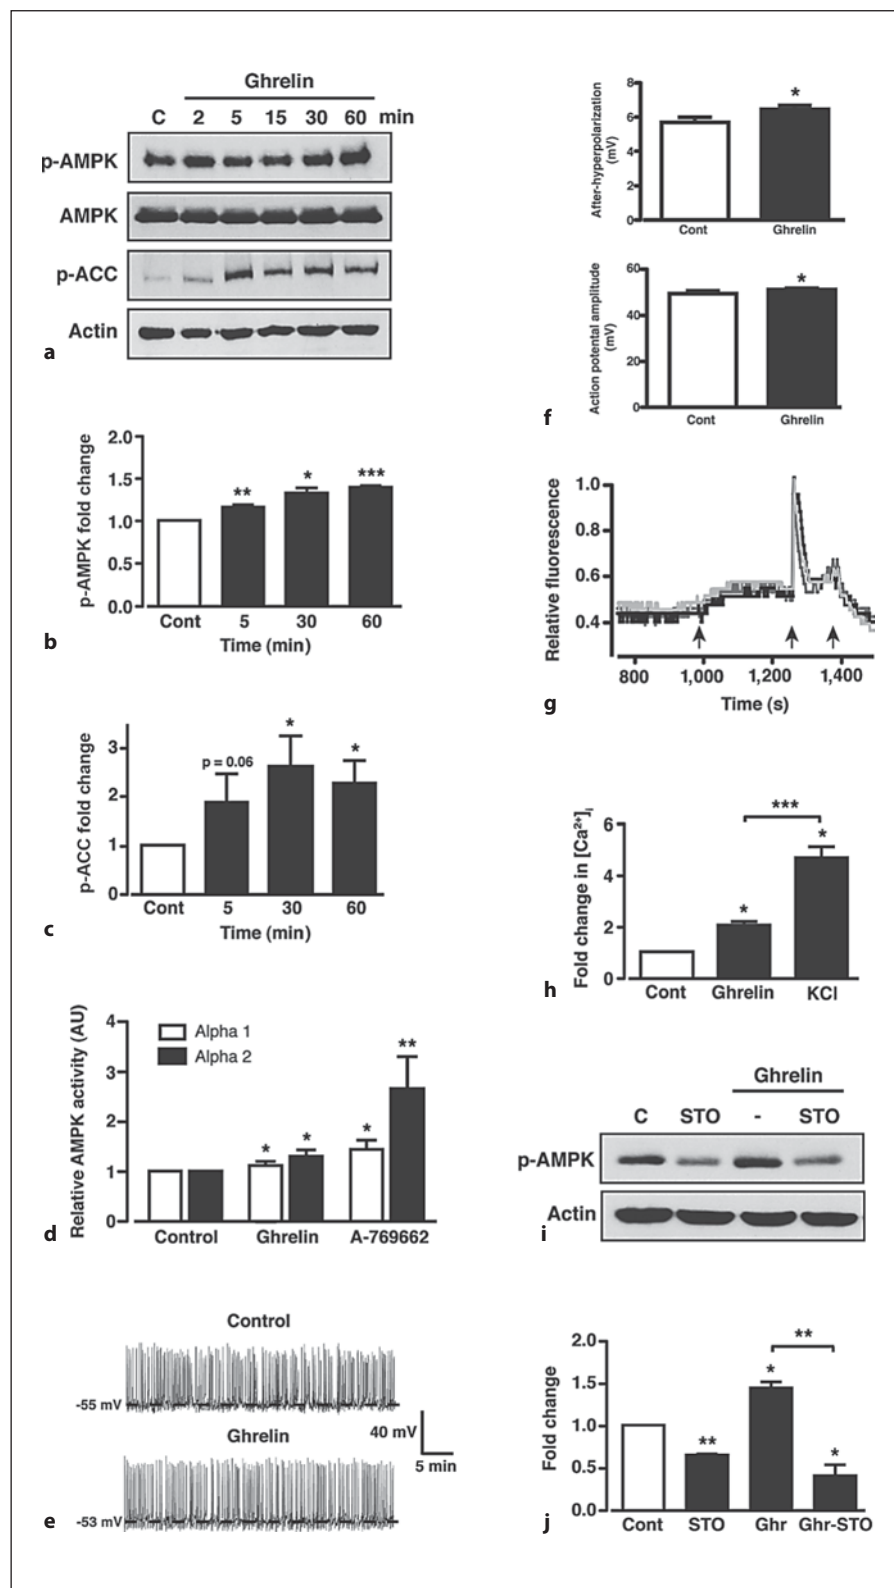 Ghrelin
C 2 5 15 30 60 min
p-AMPK
AMPK
p-ACC
Actin
a
2.0
1.5
1.0
0.5
0.0
p-AMPK fold change
**
*
***
Cont 5 30 60
Time (min)
b
3
2
1
0
p-ACC fold change
p = 0.06
*
*
Cont 5 30 60
Time (min)
c
4
3
2
1
0
Relative AMPK activity (AU)
Alpha 1
Alpha 2
* * * **
Control Ghrelin A-769662
d
Control
-55 mV
40 mV
5 min
Ghrelin
-53 mV
e
8
6
4
2
0
After-hyperpolarization
(mV)
*
Cont Ghrelin
60
40
20
0
Action potential amplitude
(mV)
*
Cont Ghrelin
f
1.0
0.8
0.6
0.4
Relative fluorescence
800 1,000 1,200 1,400
Time (s)
g
6
4
2
0
Fold change in [Ca²⁺]i
***
*
*
Cont Ghrelin KCl
h
Ghrelin
C STO - STO
p-AMPK
Actin
i
2.0
1.5
1.0
0.5
0.0
Fold change
**
**
*
*
Cont STO Ghr Ghr-STO
j